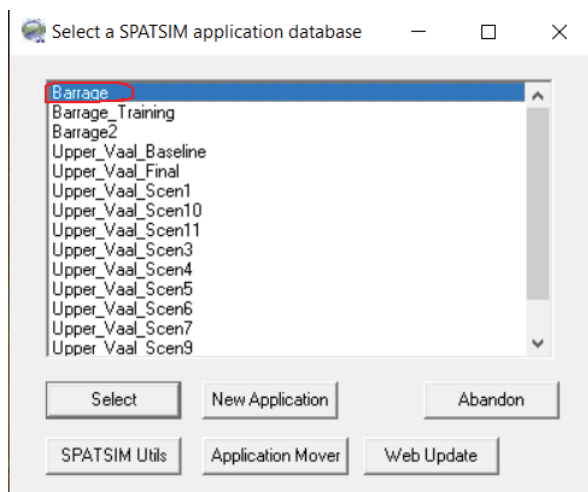 Select a SPATSIM application database
Barrage
Barrage_Training
Barrage2
Upper_Vaal_Baseline
Upper_Vaal_Final
Upper_Vaal_Scen1
Upper_Vaal_Scen10
Upper_Vaal_Scen11
Upper_Vaal_Scen3
Upper_Vaal_Scen4
Upper_Vaal_Scen5
Upper_Vaal_Scen6
Upper_Vaal_Scen7
Upper_Vaal_Scen9
Select New Application Abandon
SPATSIM Utils Application Mover Web Update